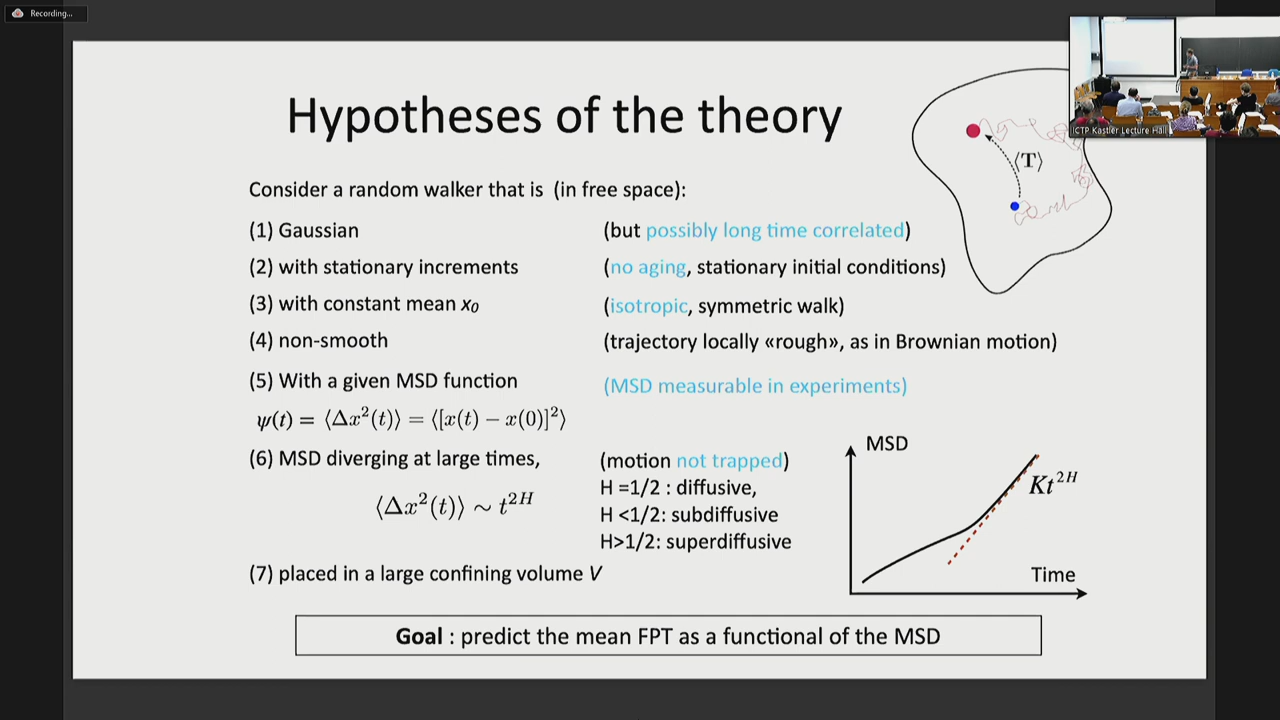 Recording...
Hypotheses of the theory
ICTP Kastler Lecture Hall
⟨T⟩
Consider a random walker that is (in free space):
(1) Gaussian (but possibly long time correlated)
(2) with stationary increments (no aging, stationary initial conditions)
(3) with constant mean x₀ (isotropic, symmetric walk)
(4) non-smooth (trajectory locally «rough», as in Brownian motion)
(5) With a given MSD function (MSD measurable in experiments)
ψ(t) = ⟨Δx²(t)⟩ = ⟨[x(t) − x(0)]²⟩
(6) MSD diverging at large times, (motion not trapped)
⟨Δx²(t)⟩ ∼ t²ᴴ
H =1/2 : diffusive,
H <1/2: subdiffusive
H>1/2: superdiffusive
MSD
Kt²ᴴ
Time
(7) placed in a large confining volume V
Goal : predict the mean FPT as a functional of the MSD